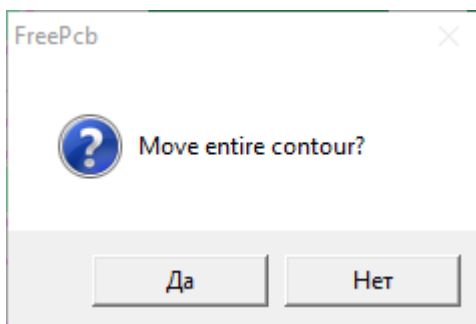 FreePcb
Move entire contour?
Да Нет